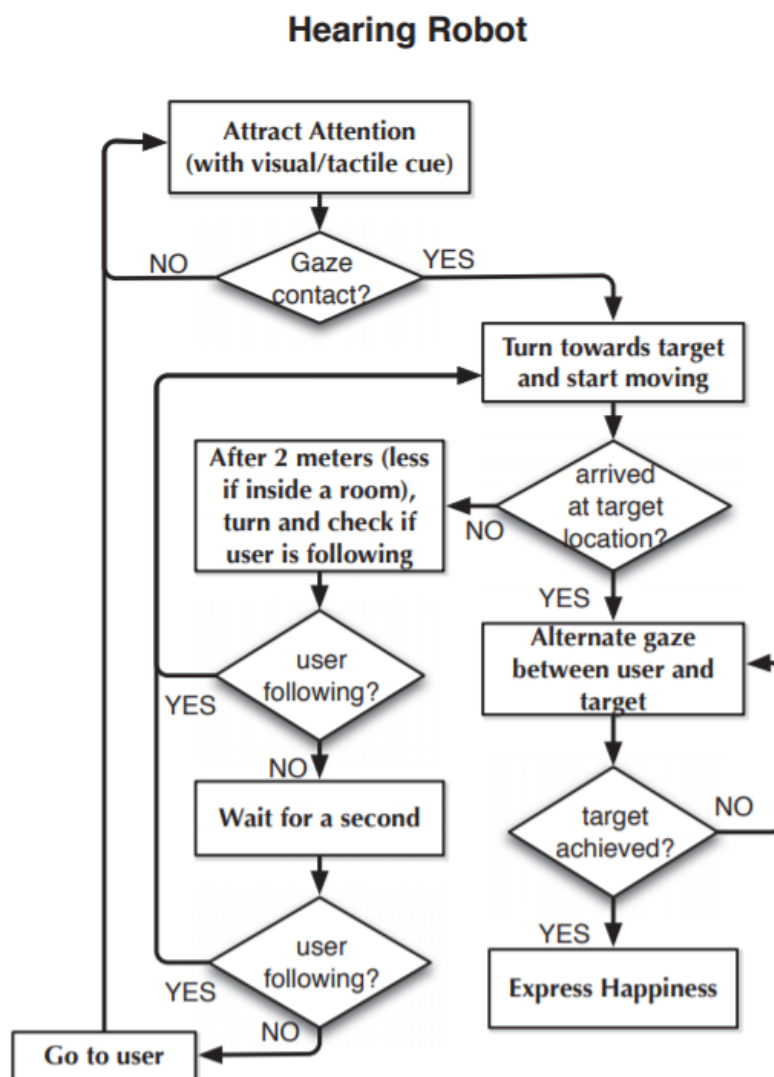 Hearing Robot
Attract Attention
(with visual/tactile cue)
NO
Gaze
contact?
YES
Turn towards target
and start moving
After 2 meters (less
if inside a room),
turn and check if
user is following
NO
arrived
at target
location?
YES
Alternate gaze
between user and
target
user
following?
YES
NO
Wait for a second
target
achieved?
NO
YES
Express Happiness
user
following?
YES
NO
Go to user